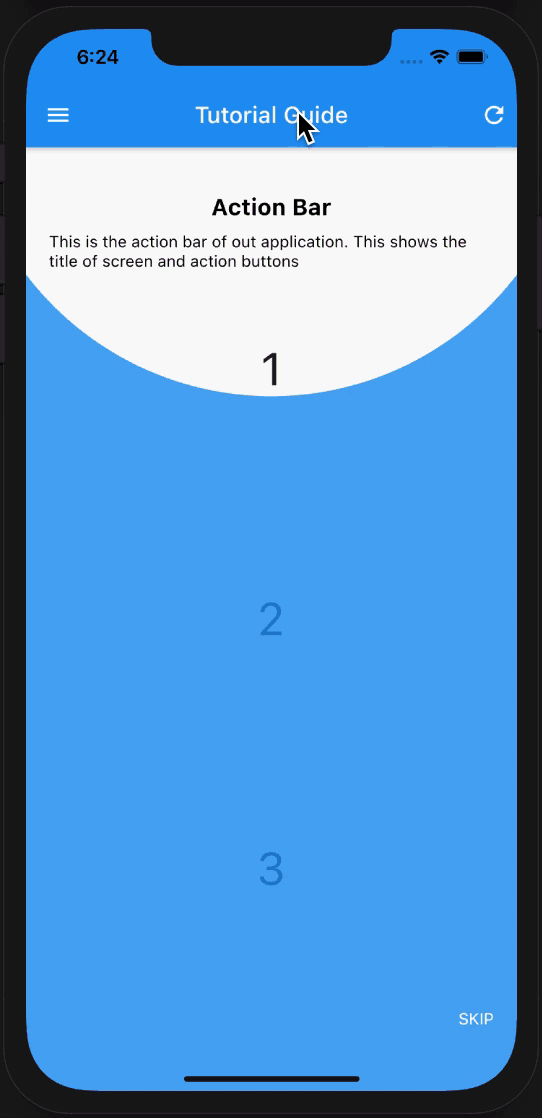 6:24
Tutorial Guide
Action Bar
This is the action bar of out application. This shows the
title of screen and action buttons
1
2
3
SKIP